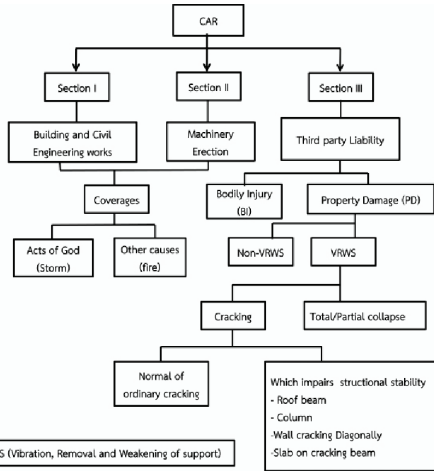 CAR
Section I
Section II
Section III
Building and Civil
Engineering works
Machinery
Erection
Third party Liability
Coverages
Bodily Injury
(BI)
Property Damage (PD)
Acts of God
(Storm)
Other causes
(fire)
Non-VRWS
VRWS
Cracking
Total/Partial collapse
Normal of
ordinary cracking
Which impairs structional stability
- Roof beam
- Column
-Wall cracking Diagonally
-Slab on cracking beam
S (Vibration, Removal and Weakening of support)